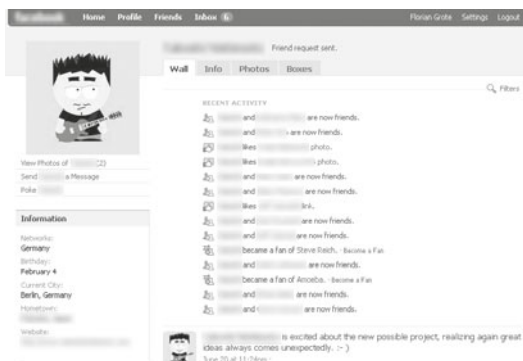 Home Profile Friends Inbox 6 Florian Grote Settings Logout
Friend request sent.
Wall Info Photos Boxes
Filters
RECENT ACTIVITY
and are now friends.
and are now friends.
likes photo.
likes photo.
and are now friends.
and are now friends.
likes link.
and are now friends.
and are now friends.
became a fan of Steve Reich. · Become a Fan
and are now friends.
became a fan of Amoeba. · Become a Fan
and are now friends.
and are now friends.
View Photos of (2)
Send a Message
Poke
Information
Networks:
Germany
Birthday:
February 4
Current City:
Berlin, Germany
Hometown:
Website:
is excited about the new possible project, realizing again great
ideas always comes unexpectedly. :- )
June 20 at 11:24am ·